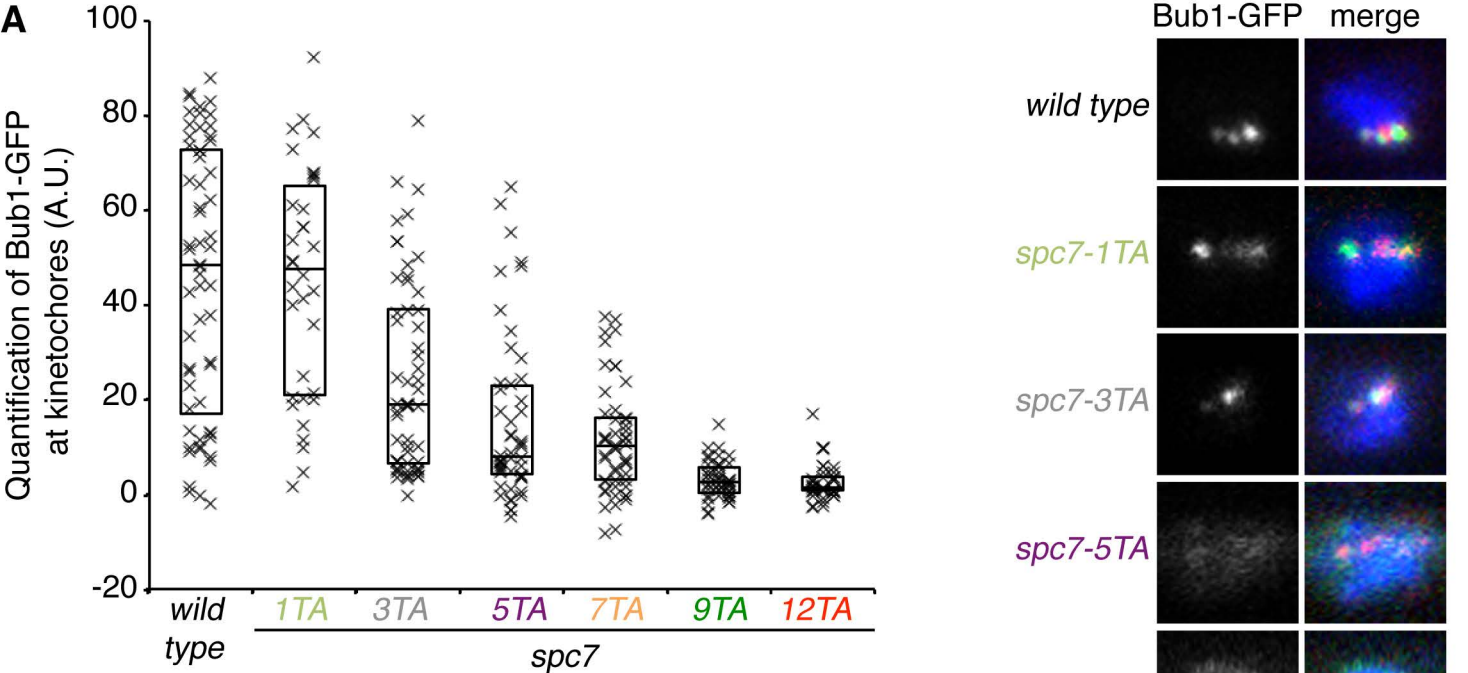 A
Quantification of Bub1-GFP
at kinetochores (A.U.)
100
80
60
40
20
0
-20
wild type
1TA
3TA
5TA
7TA
9TA
12TA
spc7
Bub1-GFP
merge
wild type
spc7-1TA
spc7-3TA
spc7-5TA